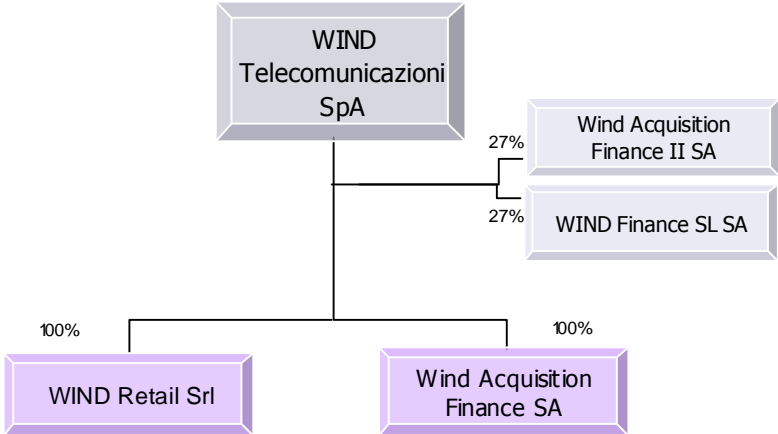 WIND
Telecomunicazioni
SpA
27%
Wind Acquisition
Finance II SA
27%
WIND Finance SL SA
100%
100%
WIND Retail Srl
Wind Acquisition
Finance SA